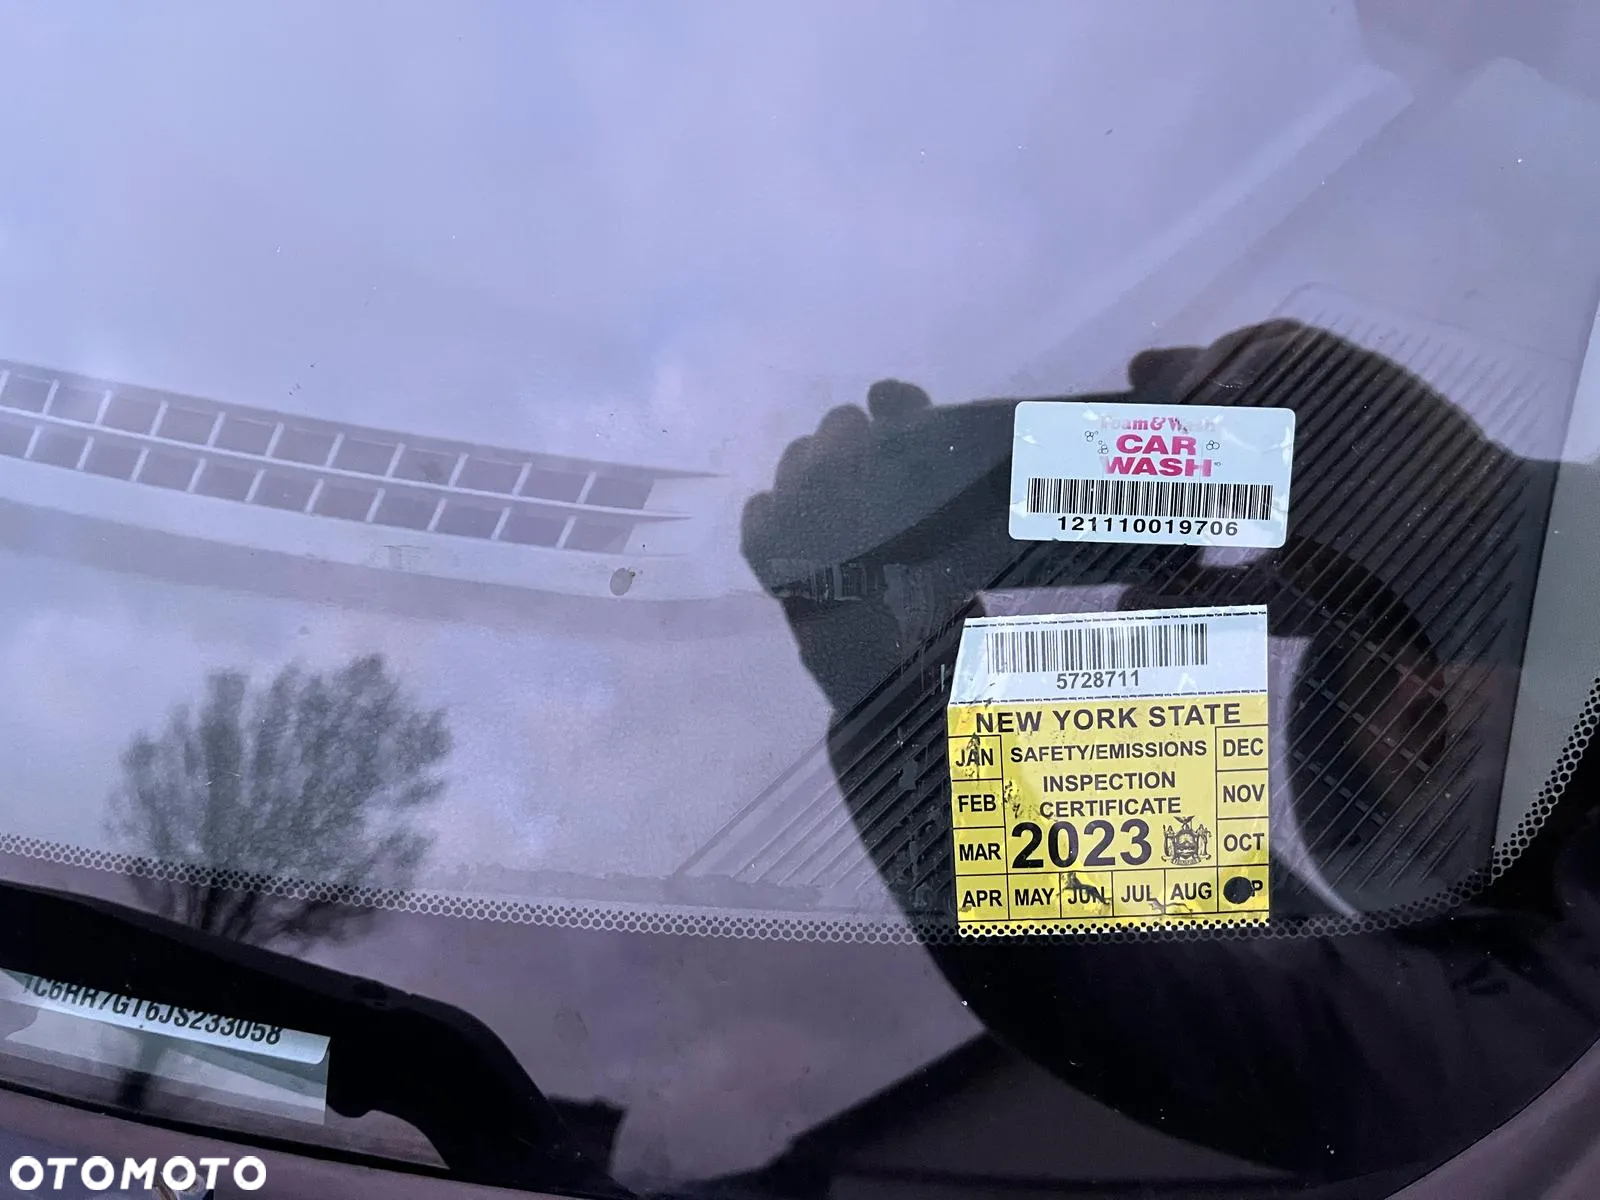 Foam & Wash
CAR
WASH
121110019706
5728711
NEW YORK STATE
JAN SAFETY/EMISSIONS DEC
FEB INSPECTION NOV
CERTIFICATE
MAR 2023 OCT
APR MAY JUN JUL AUG P
1C6RR7GT6JS233058
OTOMOTO